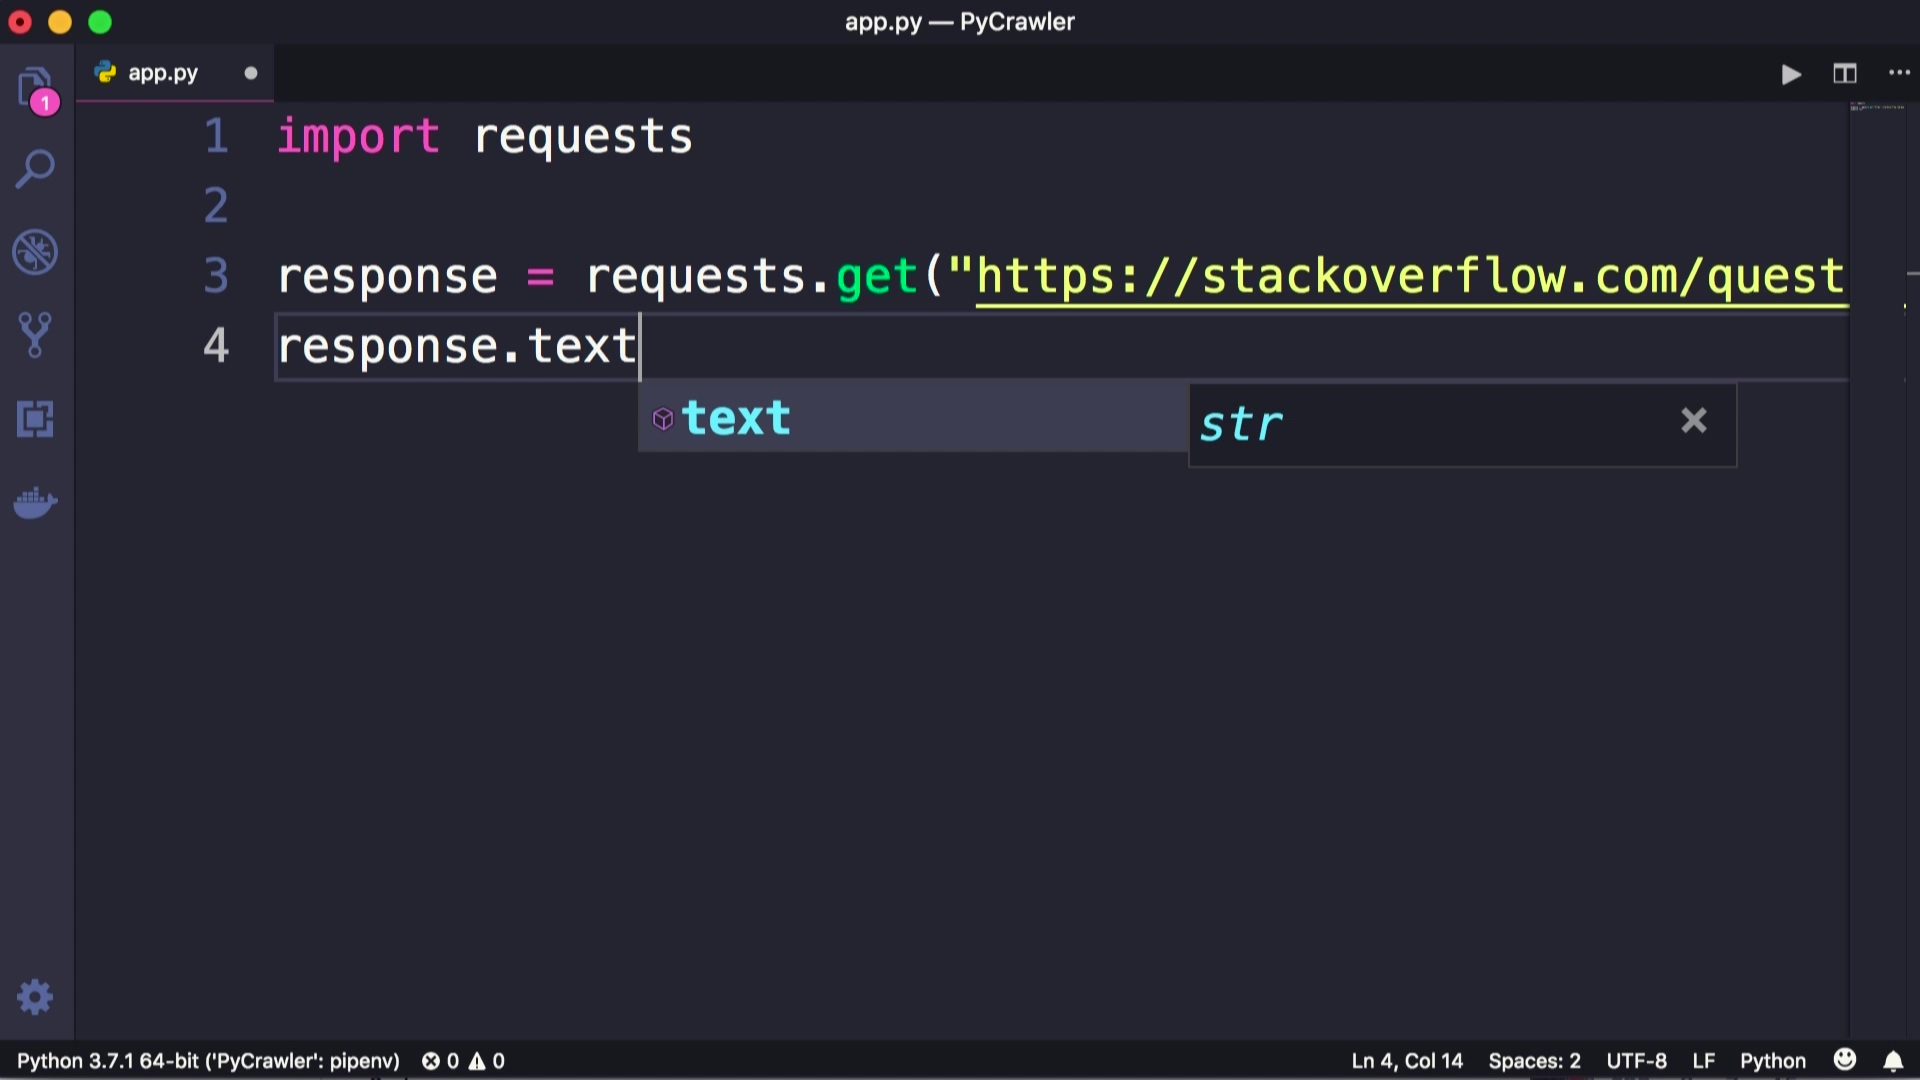 app.py — PyCrawler
app.py
1
1 import requests
2
3 response = requests.get("https://stackoverflow.com/quest
4 response.text
text
str
Python 3.7.1 64-bit ('PyCrawler': pipenv) 0 0 Ln 4, Col 14 Spaces: 2 UTF-8 LF Python